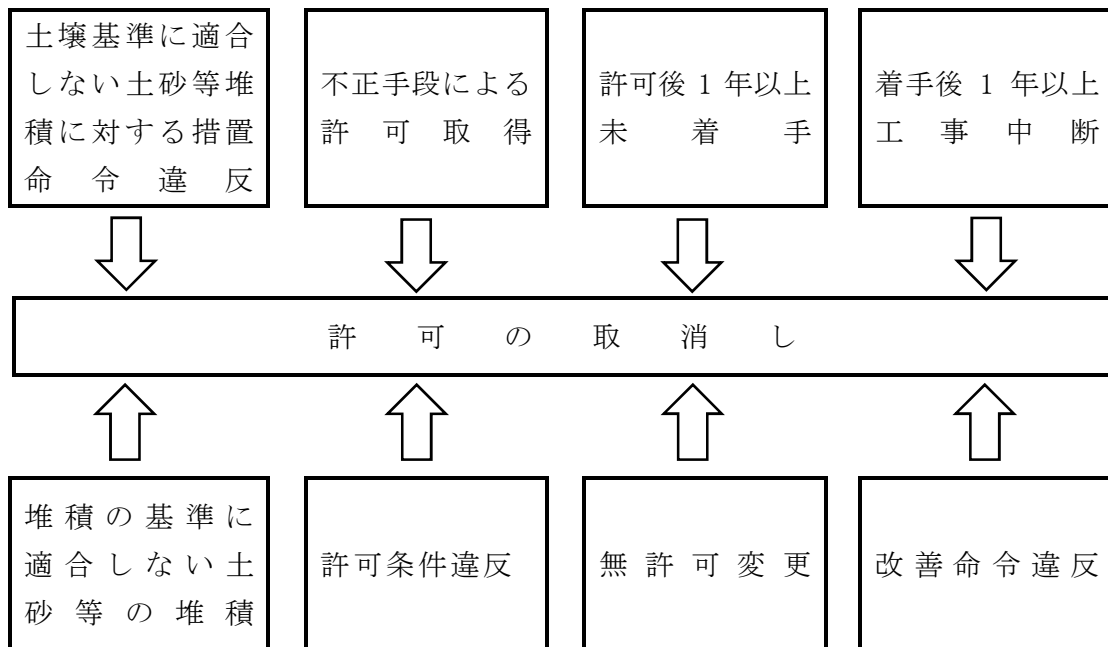 土壌基準に適合
しない土砂等堆
積に対する措置
命令違反
不正手段による
許可取得
許可後1年以上
未着手
着手後1年以上
工事中断
許可の取消し
堆積の基準に
適合しない土
砂等の堆積
許可条件違反
無許可変更
改善命令違反